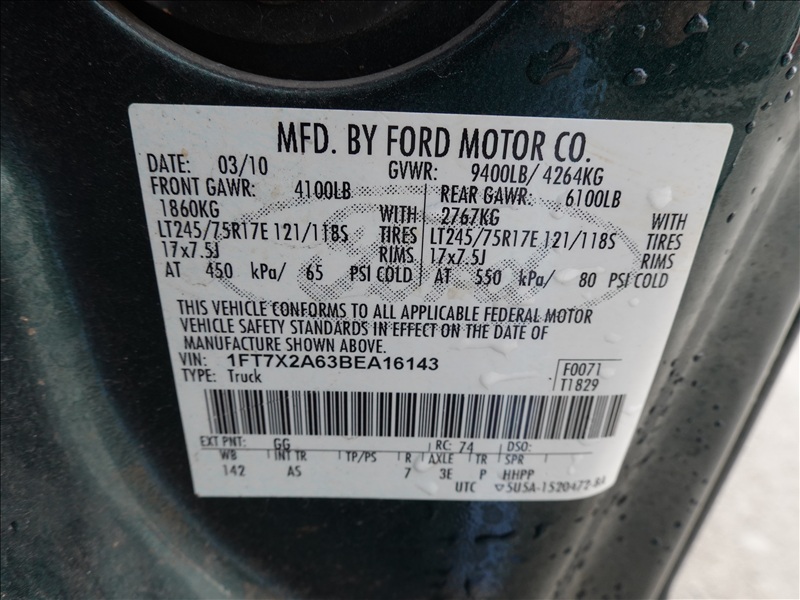 MFD. BY FORD MOTOR CO.
DATE: 03/10 GVWR: 9400LB/ 4264KG
FRONT GAWR: 4100LB REAR GAWR: 6100LB
1860KG WITH 2767KG WITH
LT245/75R17E 121/118S TIRES LT245/75R17E 121/118S TIRES
17x7.5J RIMS 17x7.5J RIMS
AT 450 kPa/ 65 PSI COLD AT 550 kPa/ 80 PSI COLD
THIS VEHICLE CONFORMS TO ALL APPLICABLE FEDERAL MOTOR
VEHICLE SAFETY STANDARDS IN EFFECT ON THE DATE OF
MANUFACTURE SHOWN ABOVE.
VIN: 1FT7X2A63BEA16143
TYPE: Truck
F0071
T1829
EXT PNT: GG RC: 74 DSO:
WB INT TR TP/PS R AXLE TR SPR
142 AS 7 3E P HHPP
UTC ▽5U5A-1520472-BA